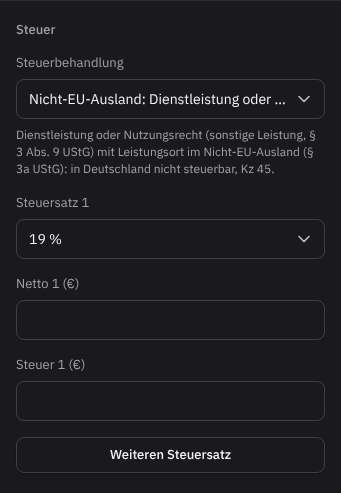 Steuer
Steuerbehandlung
Nicht-EU-Ausland: Dienstleistung oder ...
Dienstleistung oder Nutzungsrecht (sonstige Leistung, §
3 Abs. 9 UStG) mit Leistungsort im Nicht-EU-Ausland (§
3a UStG): in Deutschland nicht steuerbar, Kz 45.
Steuersatz 1
19 %
Netto 1 (€)
Steuer 1 (€)
Weiteren Steuersatz